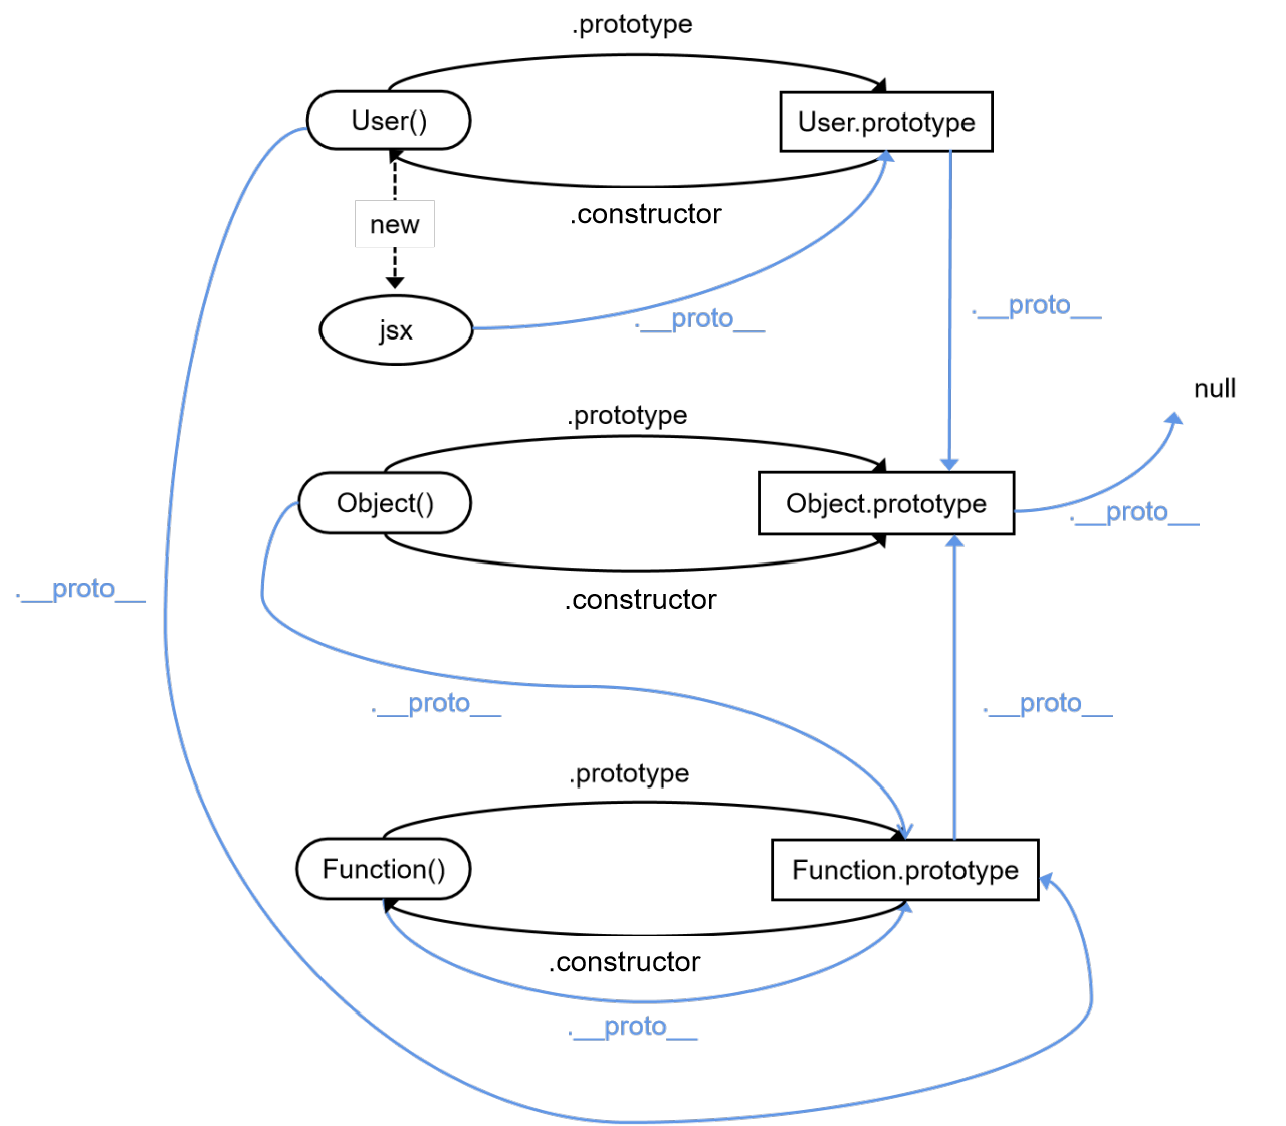 .prototype
User()
User.prototype
.constructor
new
.__proto__
.__proto__
jsx
null
.prototype
Object()
Object.prototype
.__proto__
.__proto__
.constructor
.__proto__
.__proto__
.prototype
Function()
Function.prototype
.constructor
.__proto__